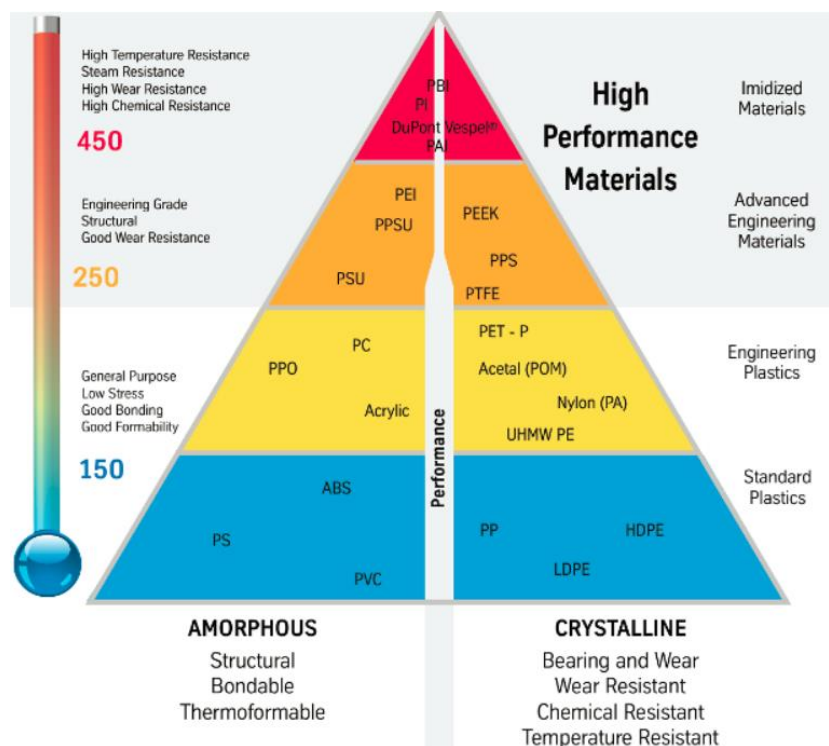 High Temperature Resistance
Steam Resistance
High Wear Resistance
High Chemical Resistance
450
PBI
PI
DuPont Vespel™
PAI
High
Performance
Materials
Imidized
Materials
Engineering Grade
Structural
Good Wear Resistance
250
PEI
PPSU
PSU
PEEK
PPS
PTFE
Advanced
Engineering
Materials
General Purpose
Low Stress
Good Bonding
Good Formability
150
PC
PPO
Acrylic
PET - P
Acetal (POM)
Nylon (PA)
UHMW PE
Engineering
Plastics
Performance
ABS
PS
PVC
PP
HDPE
LDPE
Standard
Plastics
AMORPHOUS
Structural
Bondable
Thermoformable
CRYSTALLINE
Bearing and Wear
Wear Resistant
Chemical Resistant
Temperature Resistant